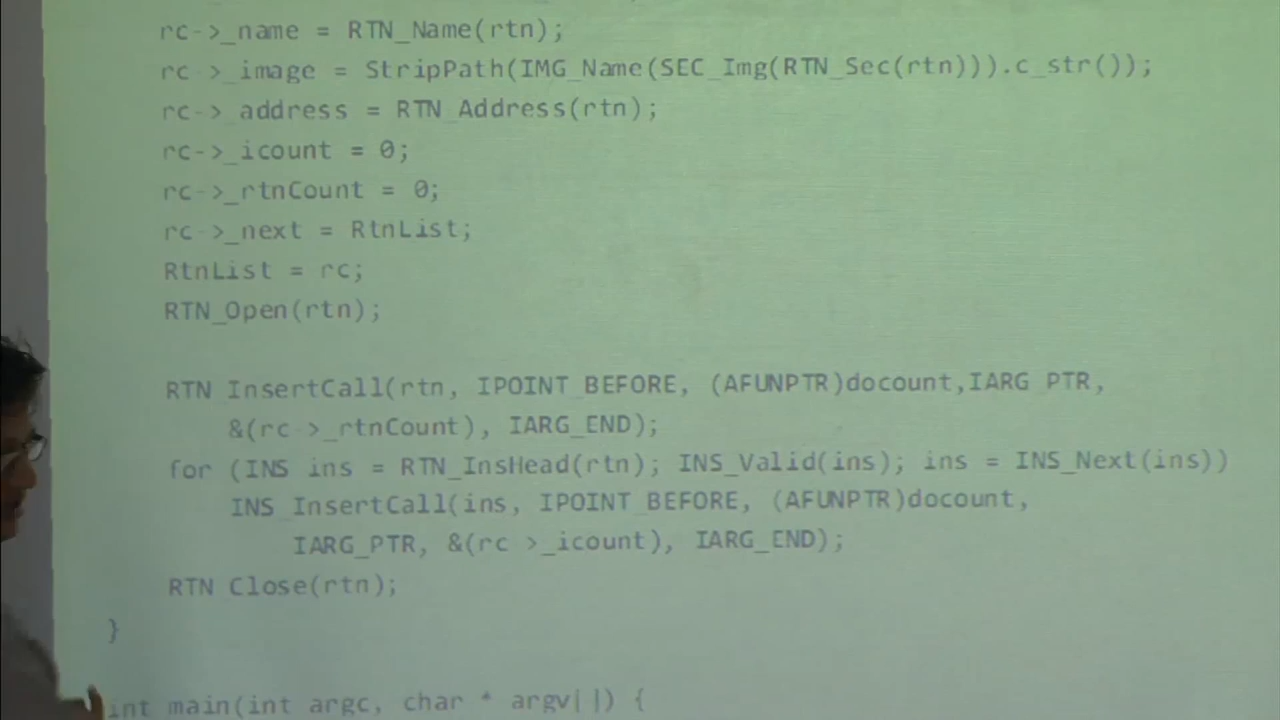 rc->_name = RTN_Name(rtn);
rc->_image = StripPath(IMG_Name(SEC_Img(RTN_Sec(rtn))).c_str());
rc->_address = RTN_Address(rtn);
rc->_icount = 0;
rc->_rtnCount = 0;
rc->_next = RtnList;
RtnList = rc;
RTN_Open(rtn);
RTN_InsertCall(rtn, IPOINT_BEFORE, (AFUNPTR)docount,IARG_PTR,
&(rc->_rtnCount), IARG_END);
for (INS ins = RTN_InsHead(rtn); INS_Valid(ins); ins = INS_Next(ins))
INS_InsertCall(ins, IPOINT_BEFORE, (AFUNPTR)docount,
IARG_PTR, &(rc->_icount), IARG_END);
RTN_Close(rtn);
}
int main(int argc, char * argv[]) {